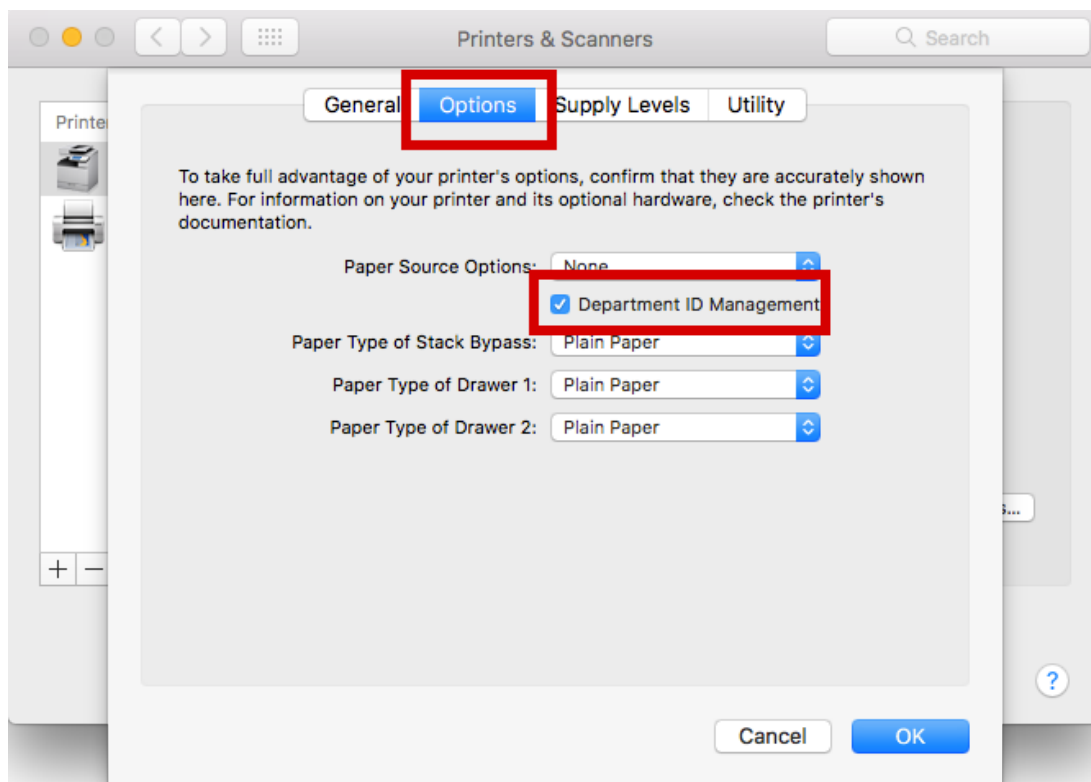 Printers & Scanners
Search
General
Options
Supply Levels
Utility
Printe
To take full advantage of your printer's options, confirm that they are accurately shown
here. For information on your printer and its optional hardware, check the printer's
documentation.
Paper Source Options: None
Department ID Management
Paper Type of Stack Bypass: Plain Paper
Paper Type of Drawer 1: Plain Paper
Paper Type of Drawer 2: Plain Paper
s...
+ −
?
Cancel
OK